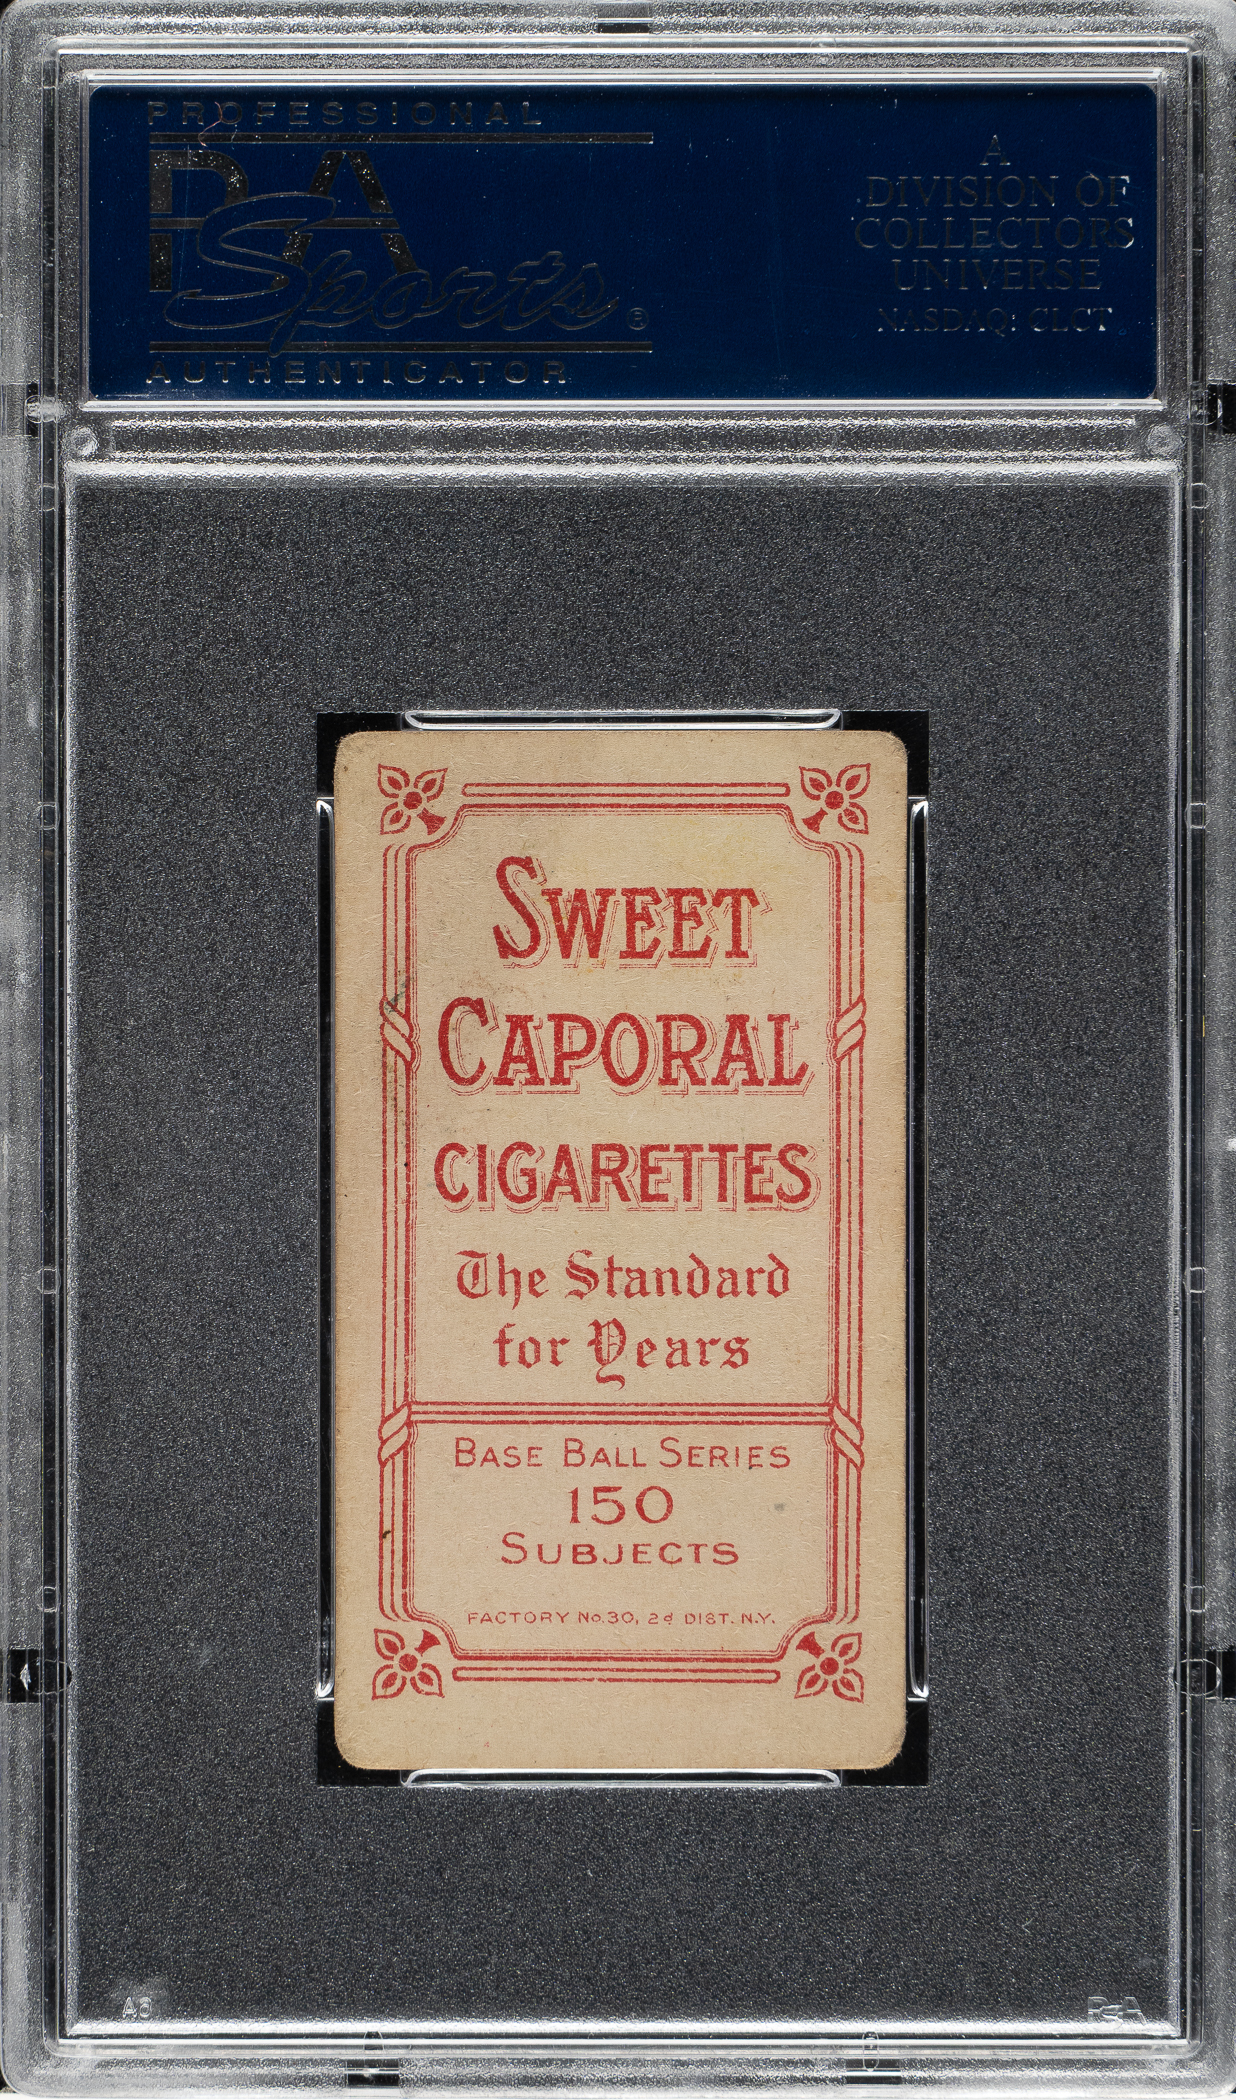 PROFESSIONAL
PSA
Sports ®
AUTHENTICATOR
A
DIVISION OF
COLLECTORS
UNIVERSE
NASDAQ: CLCT
SWEET
CAPORAL
CIGARETTES
The Standard
for Years
BASE BALL SERIES
150
SUBJECTS
FACTORY No. 30, 2d DIST. N.Y.
PSA